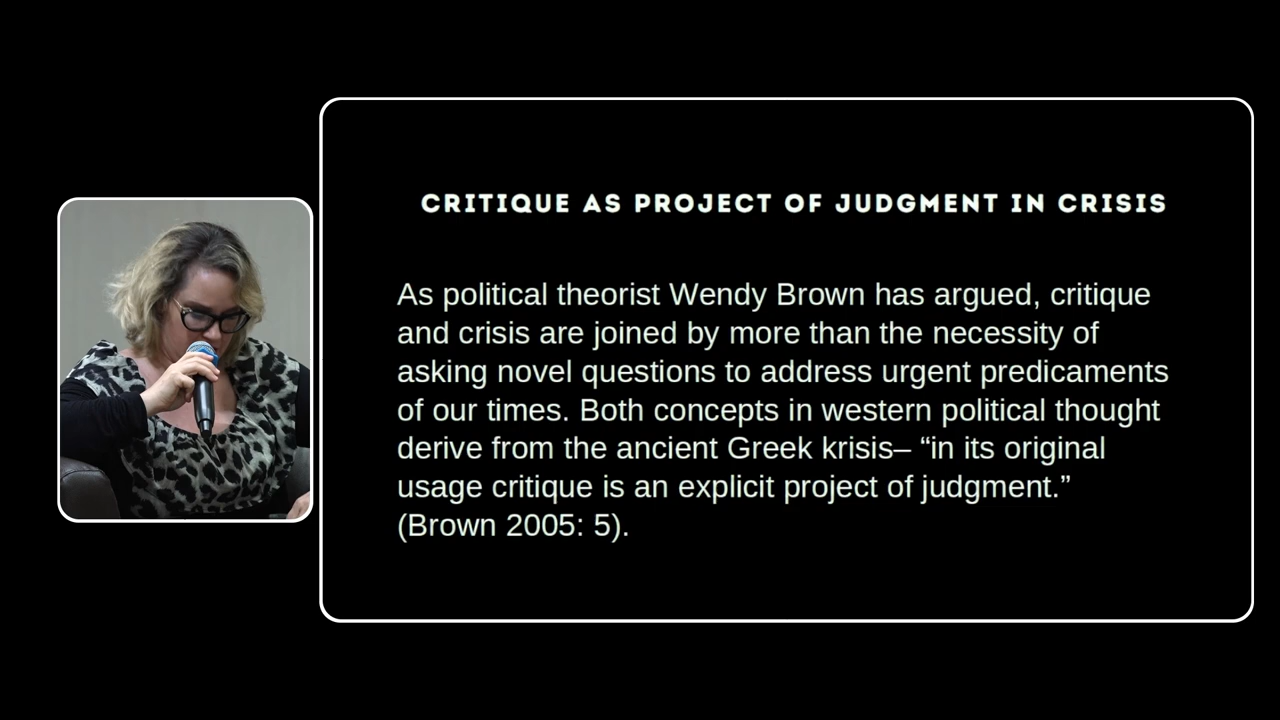 CRITIQUE AS PROJECT OF JUDGMENT IN CRISIS
As political theorist Wendy Brown has argued, critique
and crisis are joined by more than the necessity of
asking novel questions to address urgent predicaments
of our times. Both concepts in western political thought
derive from the ancient Greek krisis– “in its original
usage critique is an explicit project of judgment.”
(Brown 2005: 5).